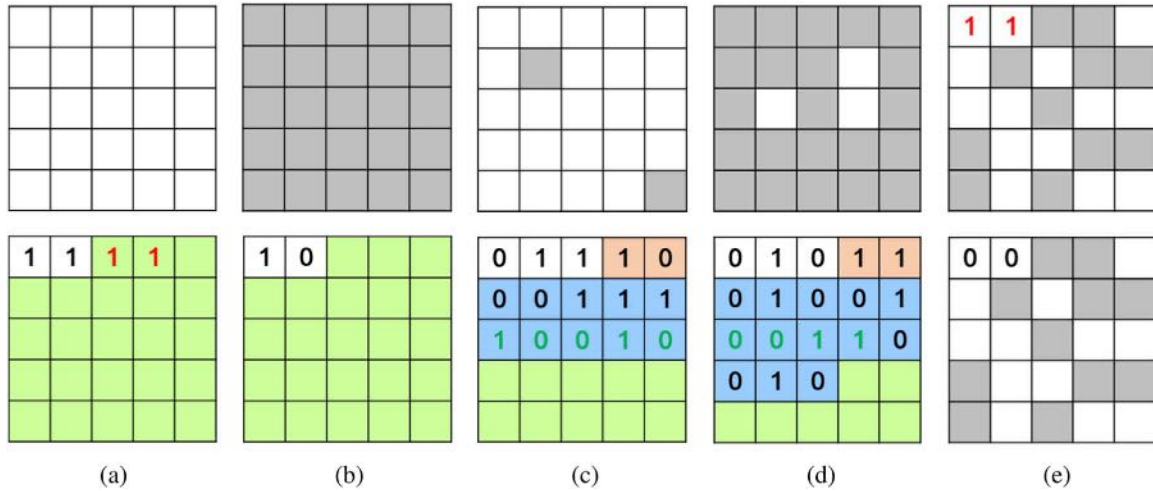 1 1
1 1 1 1
1 0
0 1 1 1 0
0 0 1 1 1
1 0 0 1 0
0 1 0 1 1
0 1 0 0 1
0 0 1 1 0
0 1 0
0 0
(a) (b) (c) (d) (e)